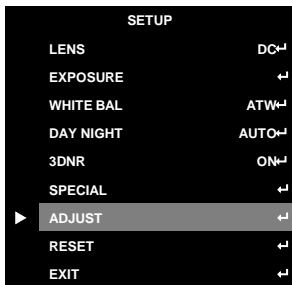 SETUP
LENS DC↵
EXPOSURE ↵
WHITE BAL ATW↵
DAY NIGHT AUTO↵
3DNR ON↵
SPECIAL ↵
ADJUST ↵
RESET ↵
EXIT ↵